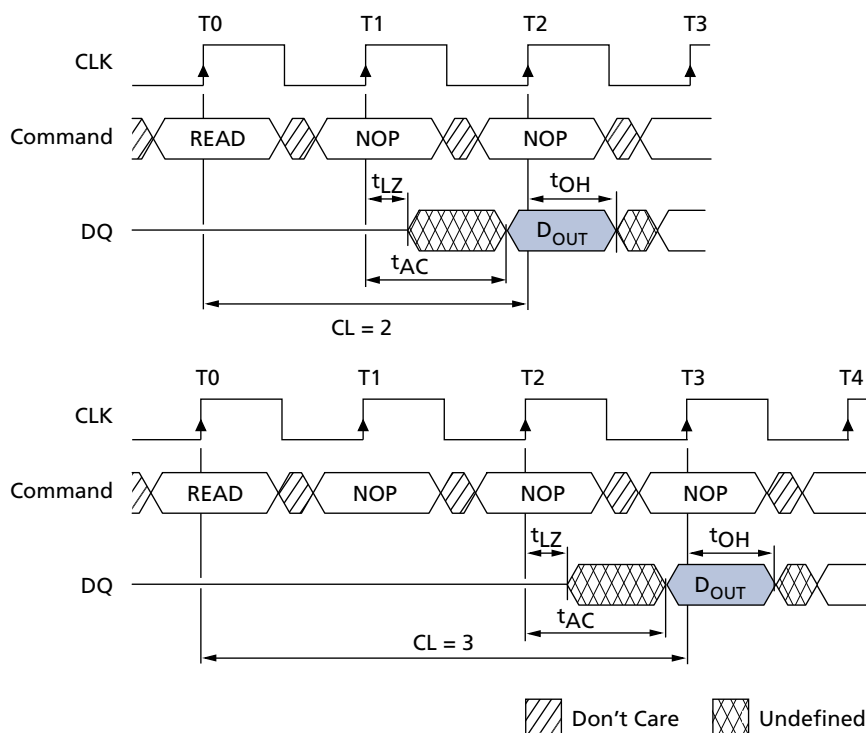 T0 T1 T2 T3
CLK
Command READ NOP NOP
tLZ tOH
DQ DOUT
tAC
CL = 2
T0 T1 T2 T3 T4
CLK
Command READ NOP NOP NOP
tLZ tOH
DQ DOUT
tAC
CL = 3
Don't Care Undefined